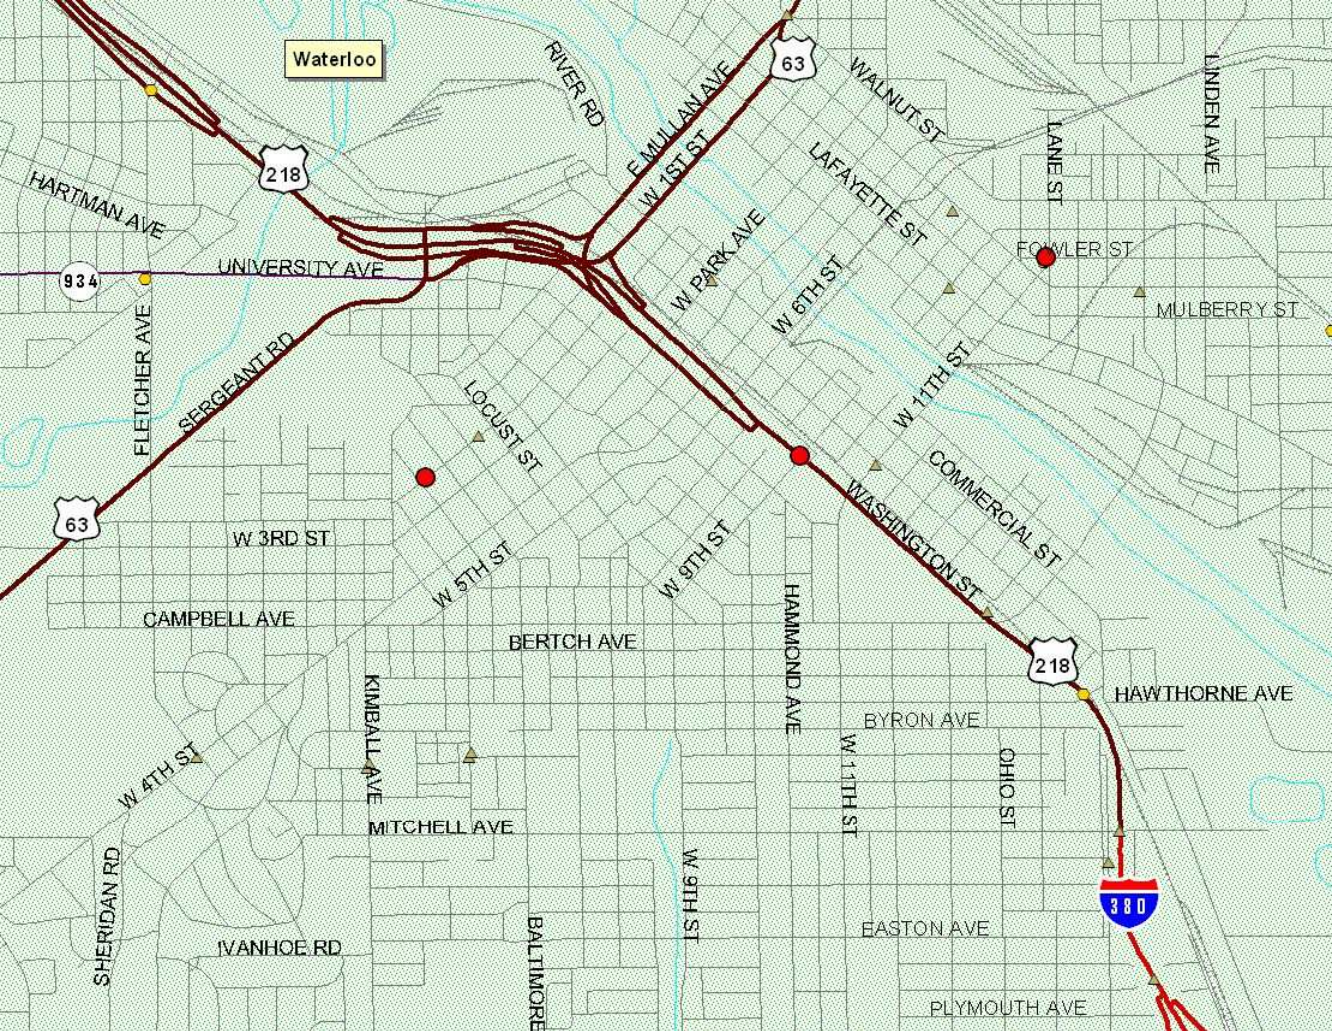 Waterloo
RIVER RD
63
WALNUT ST
LINDEN AVE
E MULLAN AVE
W 1ST ST
LANE ST
218
HARTMAN AVE
LAFAYETTE ST
FOWLER ST
W PARK AVE
UNIVERSITY AVE
934
W 6TH ST
MULBERRY ST
FLETCHER AVE
SERGEANT RD
W 11TH ST
LOCUST ST
COMMERCIAL ST
63
WASHINGTON ST
W 3RD ST
W 5TH ST
W 9TH ST
CAMPBELL AVE
BERTCH AVE
HAMMOND AVE
218
HAWTHORNE AVE
KIMBALL AVE
BYRON AVE
W 4TH ST
W 11TH ST
OHIO ST
MITCHELL AVE
SHERIDAN RD
W 9TH ST
380
IVANHOE RD
BALTIMORE
EASTON AVE
PLYMOUTH AVE